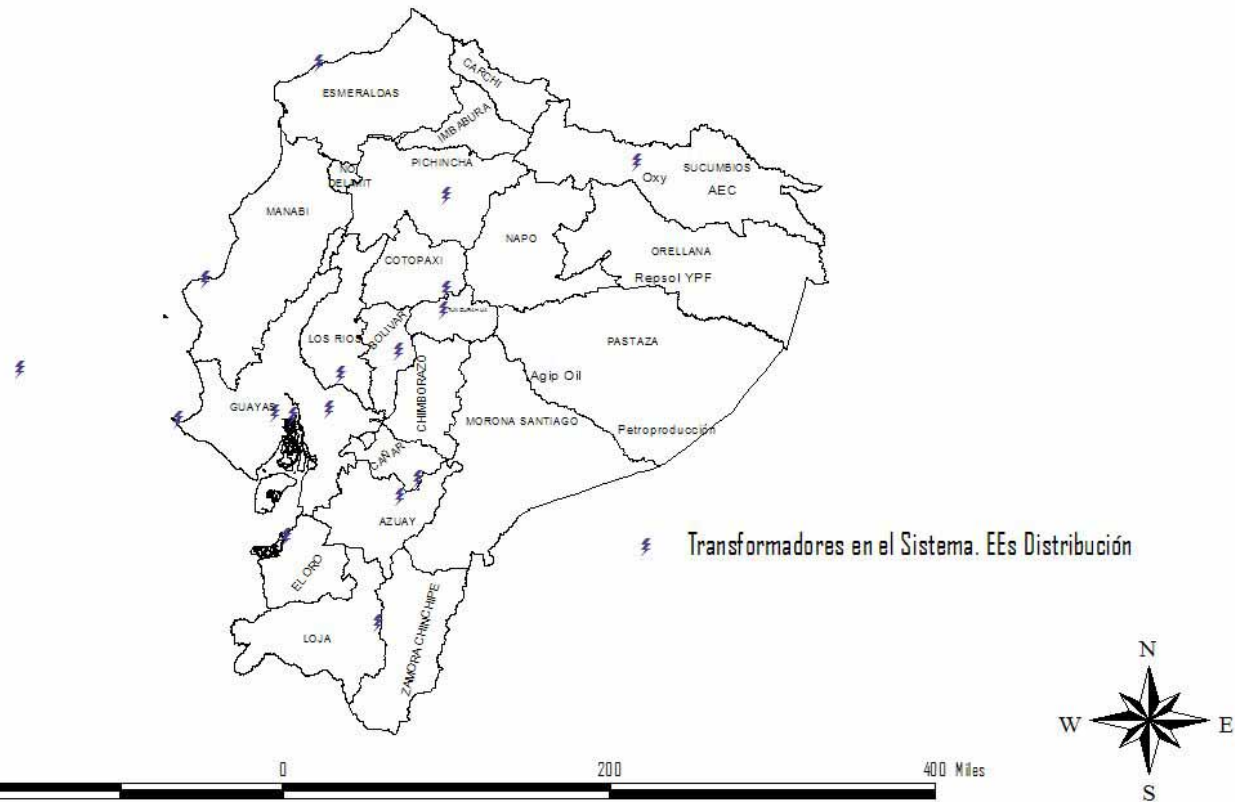 CARCHI
ESMERALDAS
IMBABURA
PICHINCHA
NO
DELIMIT
SUCUMBIOS
Oxy
AEC
MANABI
NAPO
ORELLANA
COTOPAXI
Repsol YPF
BOLIVAR
LOS RIOS
PASTAZA
CHIMBORAZO
Agip Oil
GUAYAS
MORONA SANTIAGO
Petroproducción
CAÑAR
AZUAY
Transformadores en el Sistema. EEs Distribución
EL ORO
ZAMORA CHINCHIPE
LOJA
N
W
E
S
0
200
400 Miles